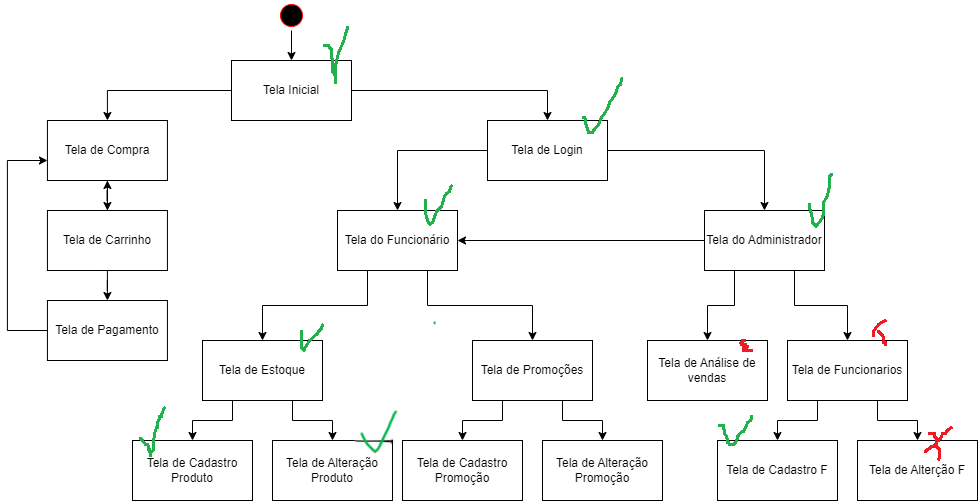 Tela Inicial
Tela de Compra
Tela de Login
Tela de Carrinho
Tela do Funcionário
Tela do Administrador
Tela de Pagamento
Tela de Estoque
Tela de Promoções
Tela de Análise de
vendas
Tela de Funcionarios
Tela de Cadastro
Produto
Tela de Alteração
Produto
Tela de Cadastro
Promoção
Tela de Alteração
Promoção
Tela de Cadastro F
Tela de Alterção F